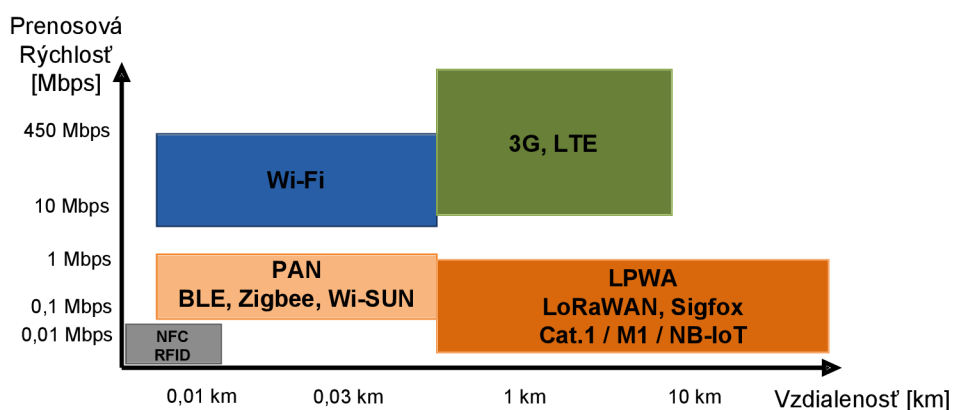 Prenosová
Rýchlosť
[Mbps]
450 Mbps
10 Mbps
1 Mbps
0,1 Mbps
0,01 Mbps
Wi-Fi
3G, LTE
PAN
BLE, Zigbee, Wi-SUN
LPWA
LoRaWAN, Sigfox
Cat.1 / M1 / NB-IoT
NFC
RFID
0,01 km
0,03 km
1 km
10 km
Vzdialenosť [km]